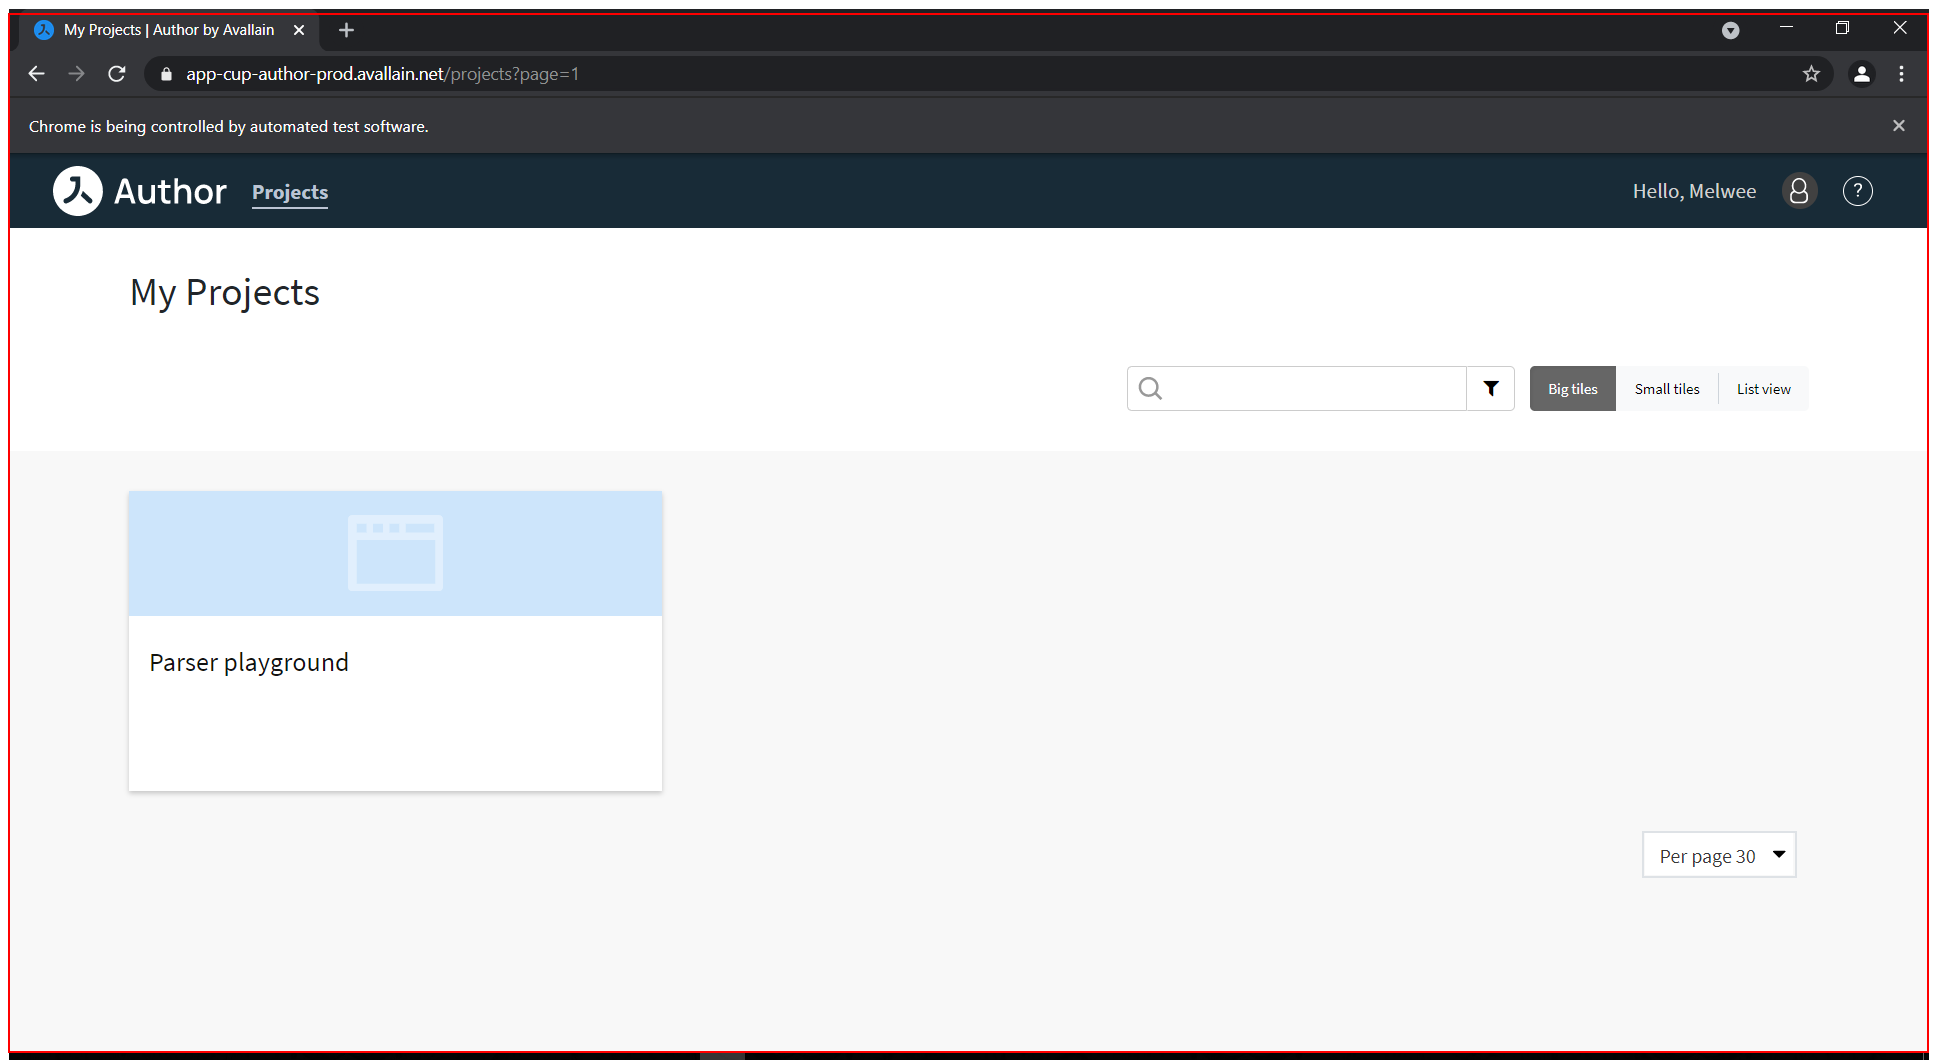 My Projects | Author by Avallain
app-cup-author-prod.avallain.net/projects?page=1
Chrome is being controlled by automated test software.
Author Projects Hello, Melwee ?
My Projects
Big tiles Small tiles List view
Parser playground
Per page 30